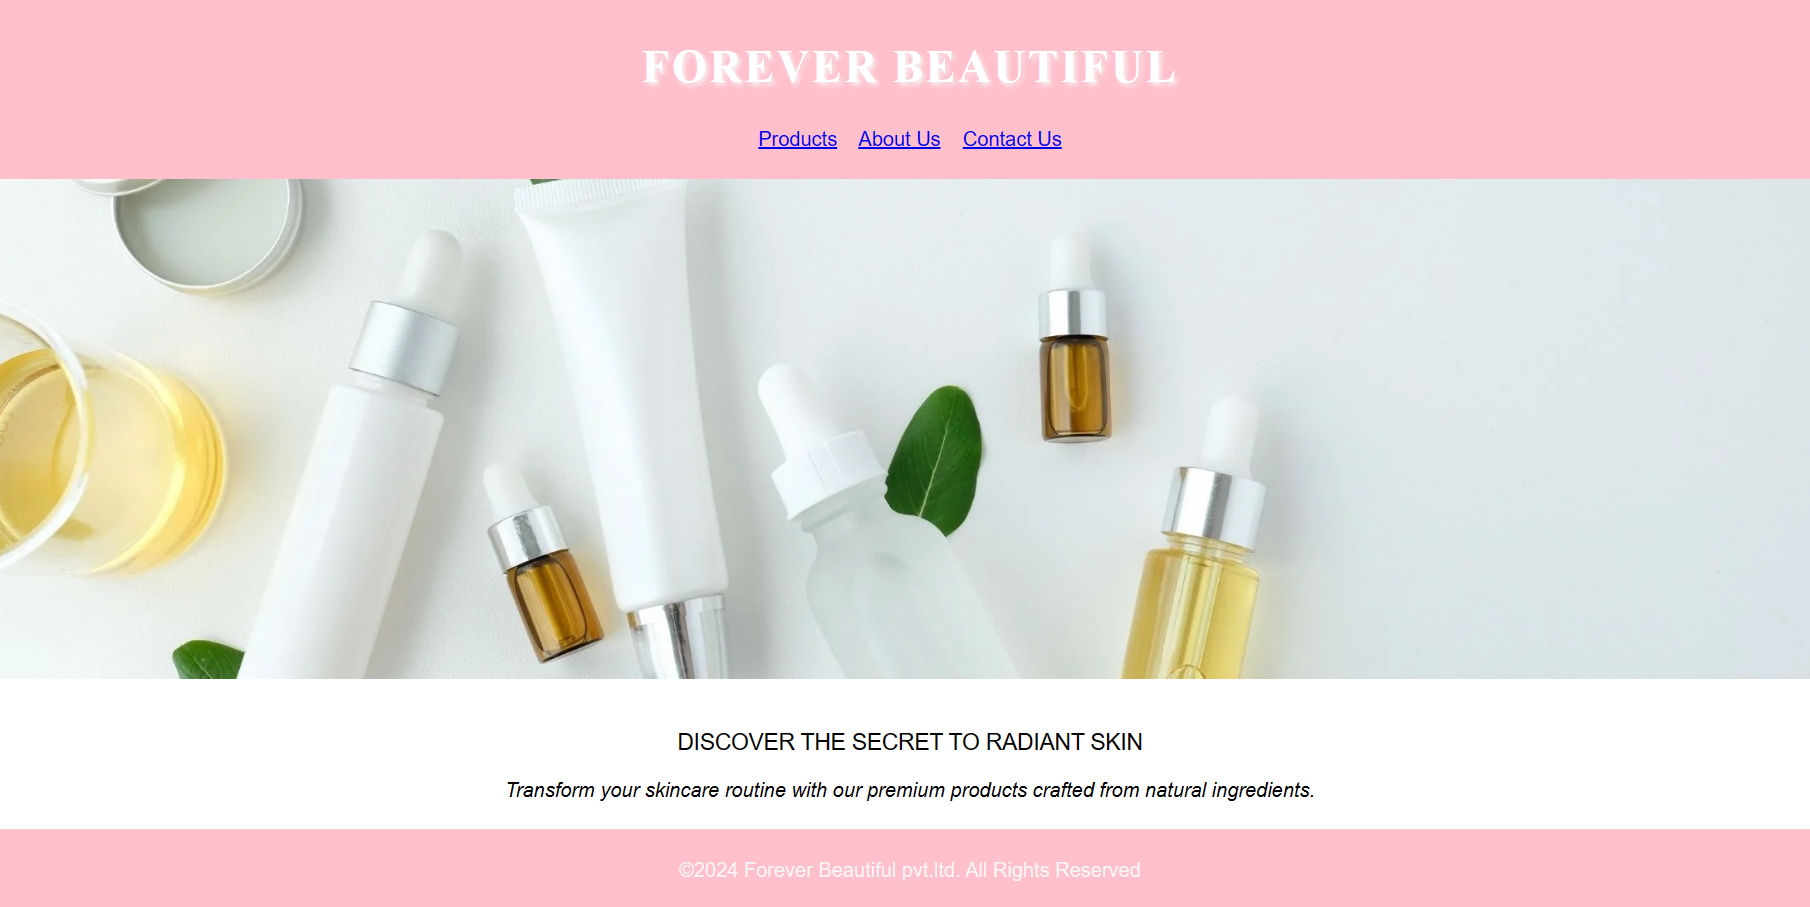 FOREVER BEAUTIFUL
Products About Us Contact Us
DISCOVER THE SECRET TO RADIANT SKIN
Transform your skincare routine with our premium products crafted from natural ingredients.
©2024 Forever Beautiful pvt.ltd. All Rights Reserved